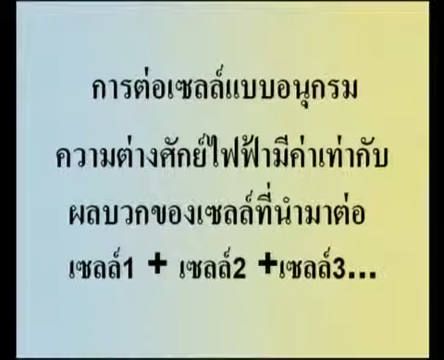 การต่อเซลล์แบบอนุกรม
ความต่างศักย์ไฟฟ้ามีค่าเท่ากับ
ผลบวกของเซลล์ที่นำมาต่อ
เซลล์1 + เซลล์2 +เซลล์3...